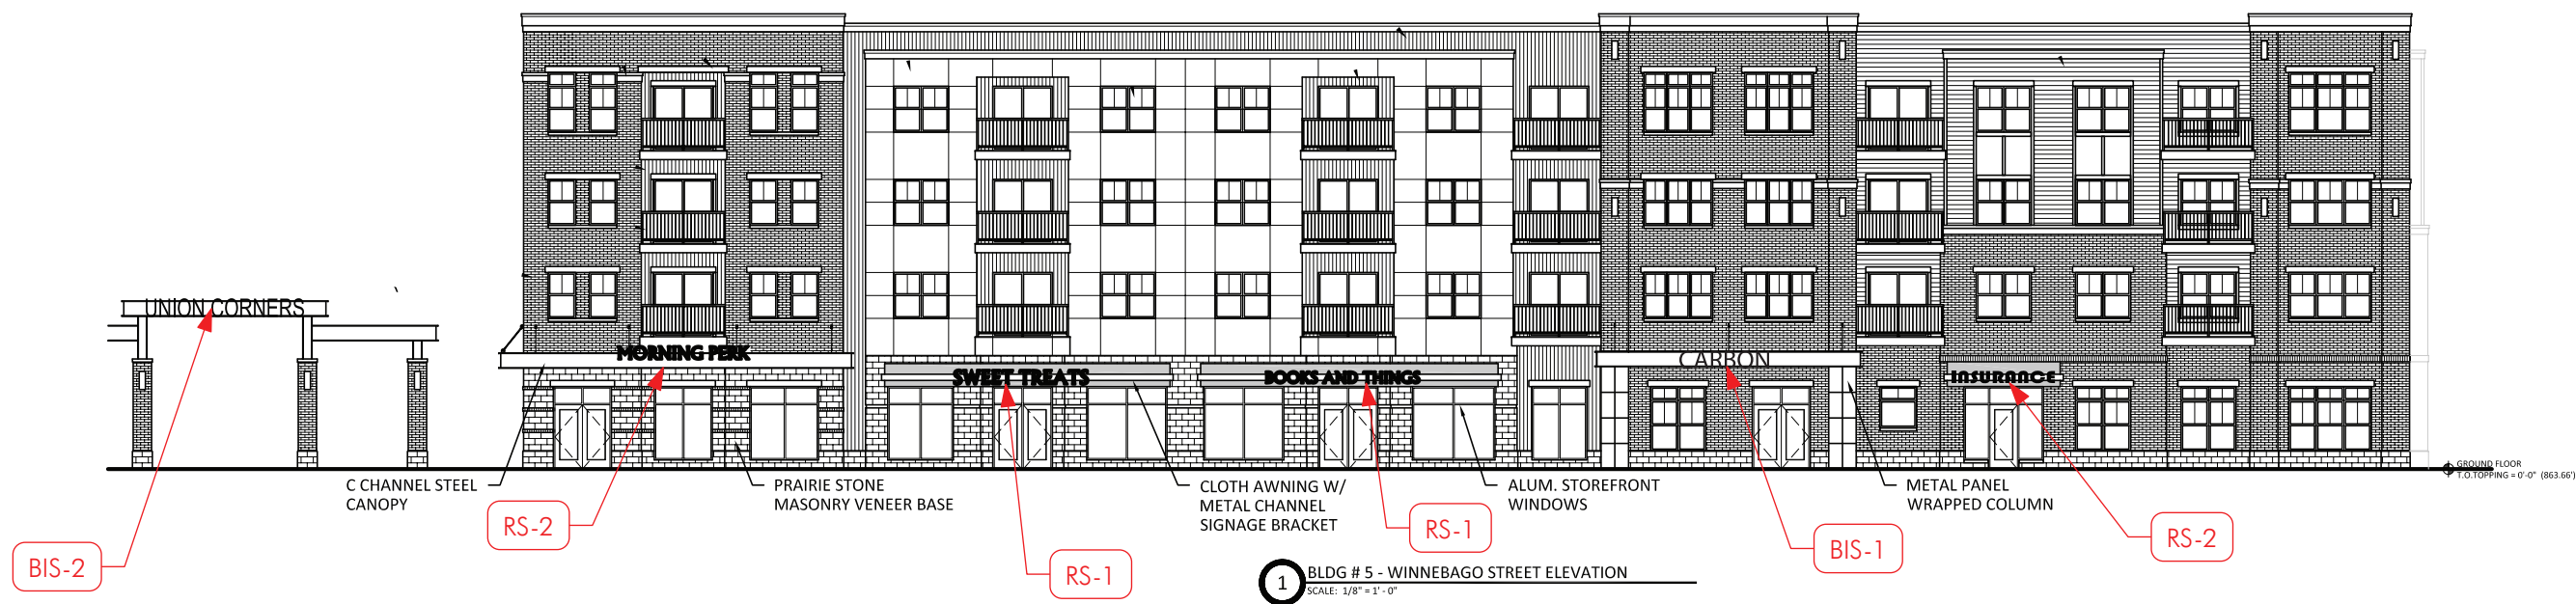 UNION CORNERS
MORNING PERK
SWEET TREATS
BOOKS AND THINGS
CARBON
INSURANCE
GROUND FLOOR
T.O.TOPPING = 0'-0" (863.66')
C CHANNEL STEEL
CANOPY
PRAIRIE STONE
MASONRY VENEER BASE
CLOTH AWNING W/
METAL CHANNEL
SIGNAGE BRACKET
ALUM. STOREFRONT
WINDOWS
METAL PANEL
WRAPPED COLUMN
BIS-2
RS-2
RS-1
RS-1
BIS-1
RS-2
1
BLDG # 5 - WINNEBAGO STREET ELEVATION
SCALE: 1/8" = 1' - 0"